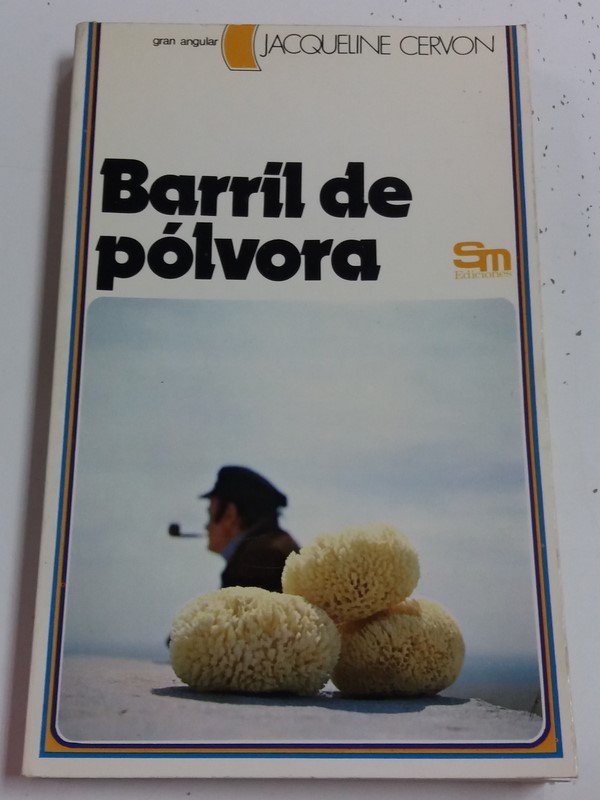 gran angular JACQUELINE CERVON
Barril de
pólvora
Sm
Ediciones